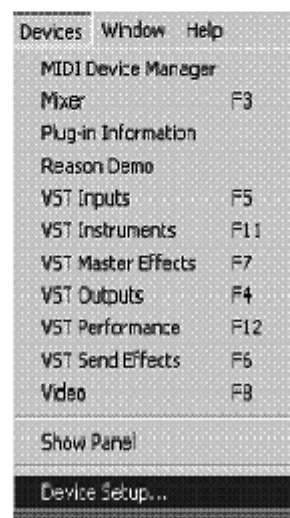 Devices Window Help
MIDI Device Manager
Mixer F3
Plug-in Information
Reason Demo
VST Inputs F5
VST Instruments F11
VST Master Effects F7
VST Outputs F4
VST Performance F12
VST Send Effects F6
Video F8
Show Panel
Device Setup...